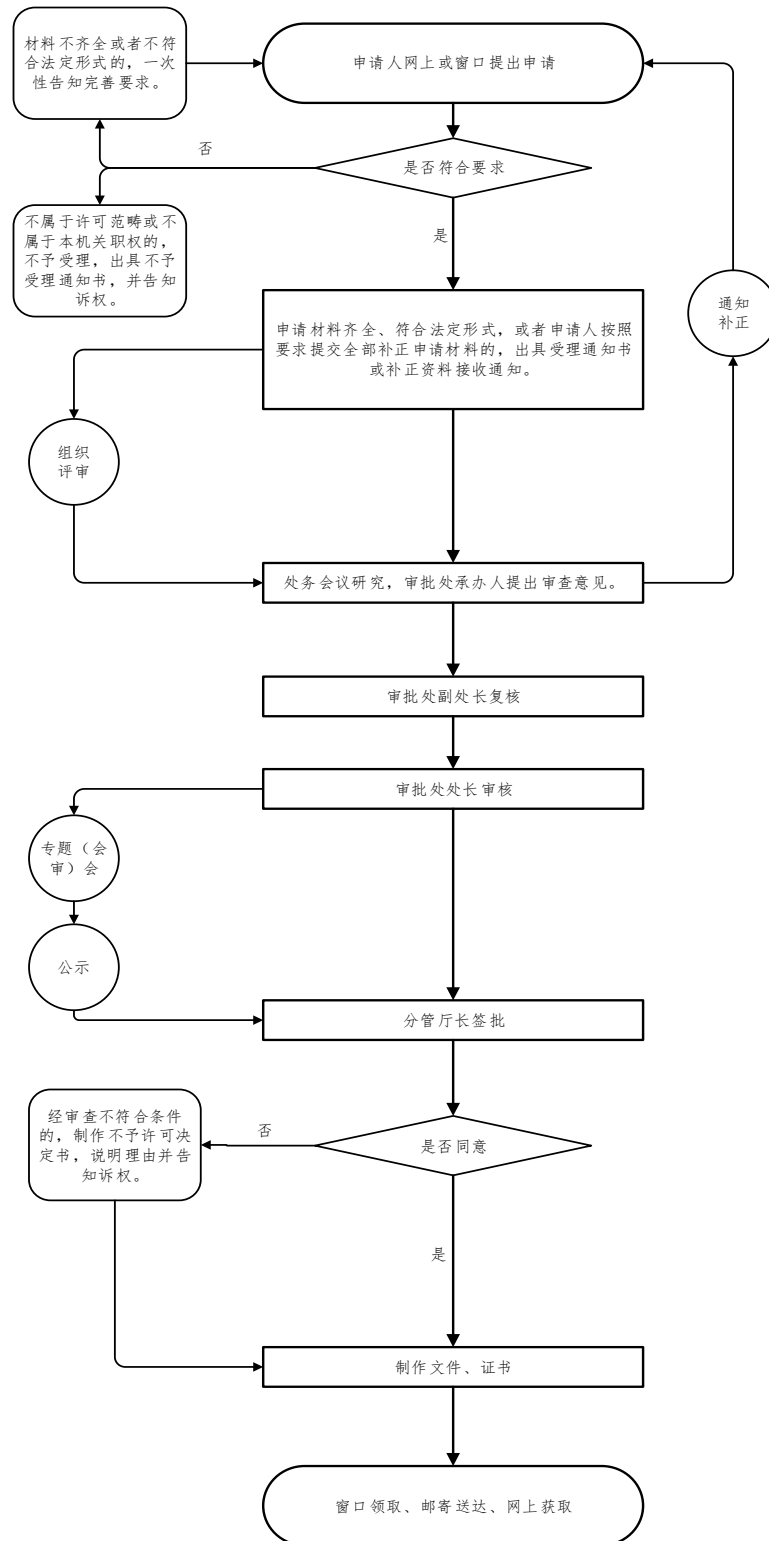 材料不齐全或者不符
合法定形式的，一次
性告知完善要求。
申请人网上或窗口提出申请
否
是否符合要求
不属于许可范畴或不
属于本机关职权的，
不予受理，出具不予
受理通知书，并告知
诉权。
是
申请材料齐全、符合法定形式，或者申请人按照
要求提交全部补正申请材料的，出具受理通知书
或补正资料接收通知。
通知
补正
组织
评审
处务会议研究，审批处承办人提出审查意见。
审批处副处长复核
审批处处长审核
专题（会
审）会
公示
分管厅长签批
经审查不符合条件
的，制作不予许可决
定书，说明理由并告
知诉权。
否
是否同意
是
制作文件、证书
窗口领取、邮寄送达、网上获取